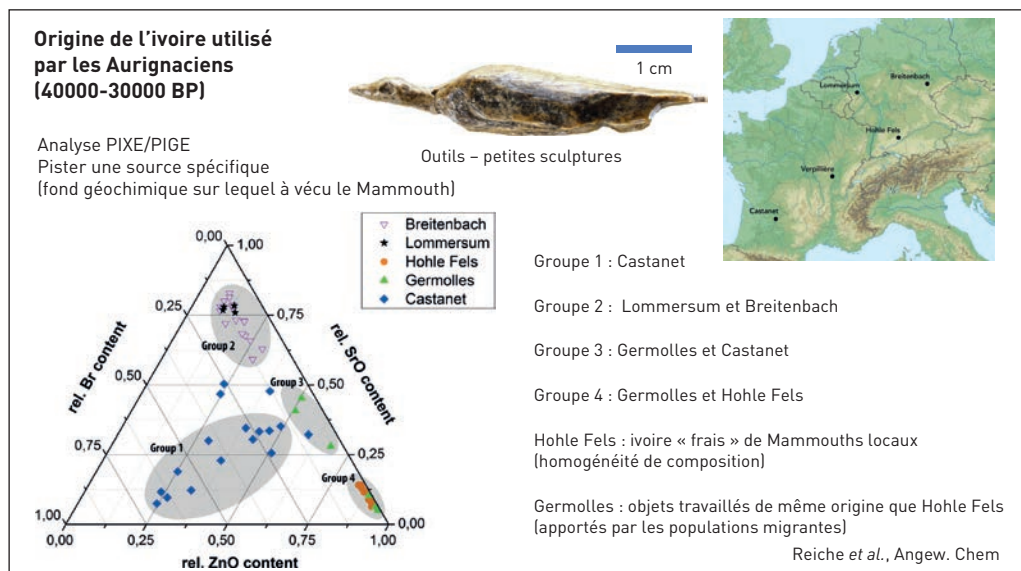 Origine de l'ivoire utilisé
par les Aurignaciens
(40000-30000 BP)
Analyse PIXE/PIGE
Pister une source spécifique
(fond géochimique sur lequel à vécu le Mammouth)
1 cm
Outils – petites sculptures
Lommersum
Breitenbach
Hohle Fels
Verpillière
Castanet
Breitenbach
Lommersum
Hohle Fels
Germolles
Castanet
0,00
1,00
0,25
0,75
0,50
0,50
0,75
0,25
1,00
0,00
0,00
0,25
0,50
0,75
1,00
rel. Br content
rel. SrO content
rel. ZnO content
Group 2
Group 3
Group 1
Group 4
Groupe 1 : Castanet
Groupe 2 : Lommersum et Breitenbach
Groupe 3 : Germolles et Castanet
Groupe 4 : Germolles et Hohle Fels
Hohle Fels : ivoire « frais » de Mammouths locaux
(homogénéité de composition)
Germolles : objets travaillés de même origine que Hohle Fels
(apportés par les populations migrantes)
Reiche et al., Angew. Chem